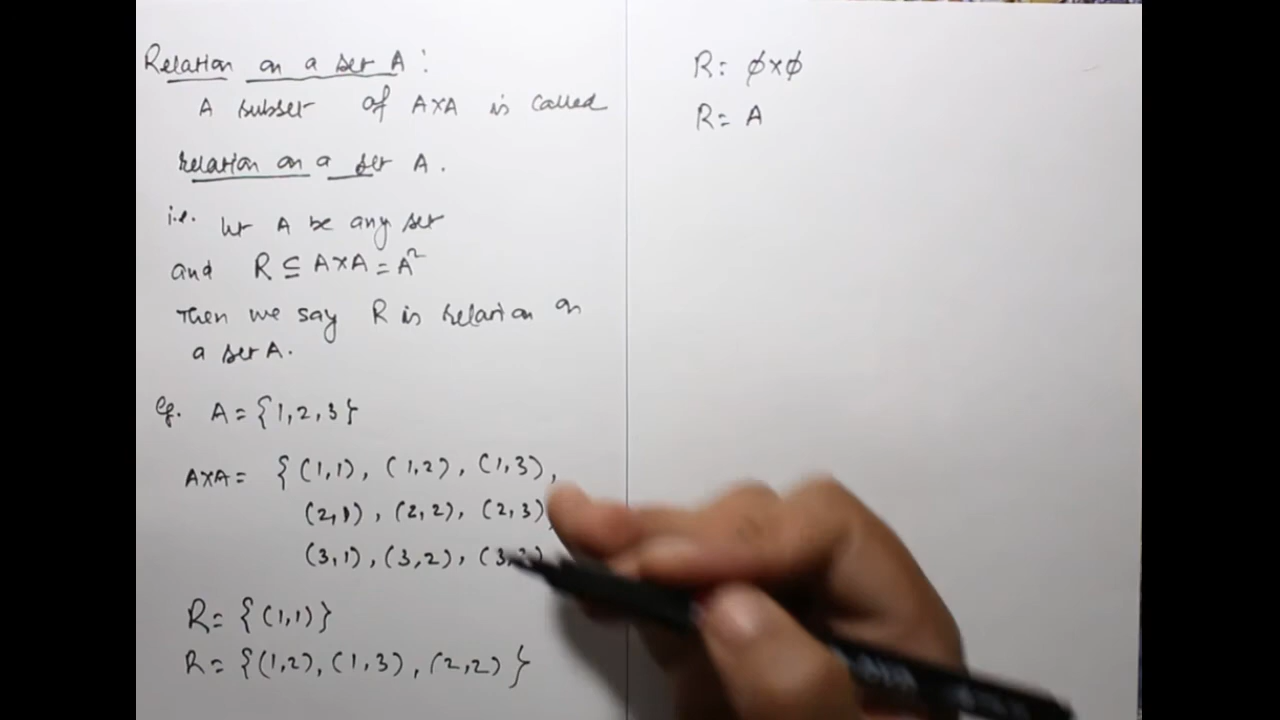 Relation on a set A :
A subset of A×A is called
relation on a set A.
i.e. let A be any set
and R ⊆ A×A = A²
Then we say R is relation on
a set A.
eg. A = {1, 2, 3}
A×A = { (1,1), (1,2), (1,3),
(2,1), (2,2), (2,3),
(3,1), (3,2), (3,3)
R = {(1,1)}
R = {(1,2), (1,3), (2,2)}
R = ϕ×ϕ
R = A